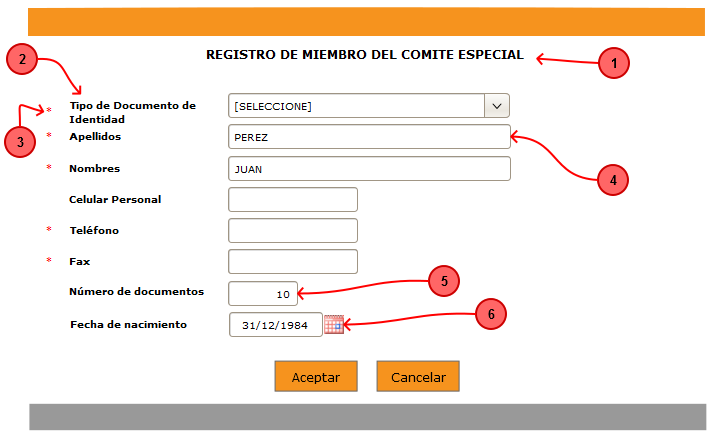 REGISTRO DE MIEMBRO DEL COMITE ESPECIAL
1
2
* Tipo de Documento de
Identidad
[SELECCIONE]
3
* Apellidos
PEREZ
4
* Nombres
JUAN
Celular Personal
* Teléfono
* Fax
Número de documentos
10
5
Fecha de nacimiento
31/12/1984
6
Aceptar
Cancelar